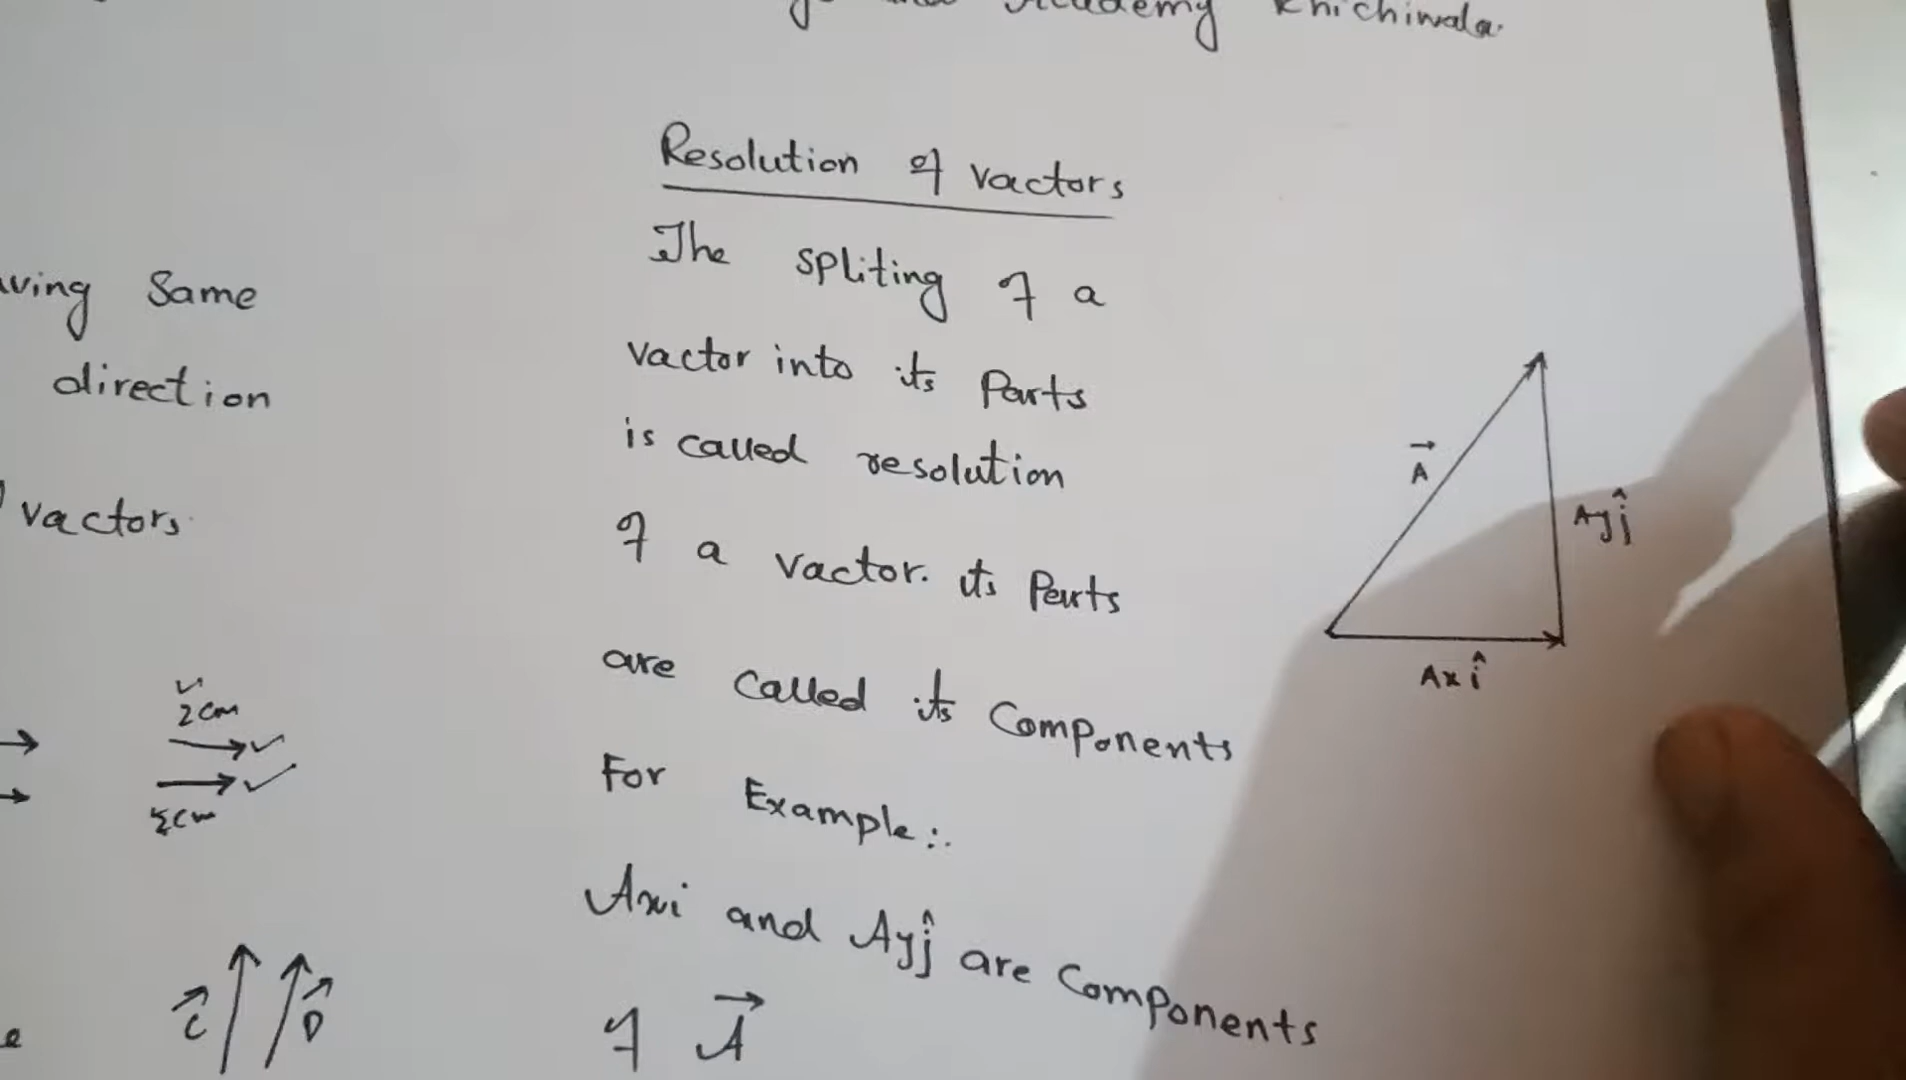 Academy Khichiwala.
Resolution of vactors
The spliting of a
vactor into its Parts
is called resolution
of a vactor. its Parts
are called its Components
For Example:.
Axi and Ayĵ are Components
of A⃗
Same
direction
vactors
2cm
C⃗ D⃗
A⃗
Ayĵ
Axî